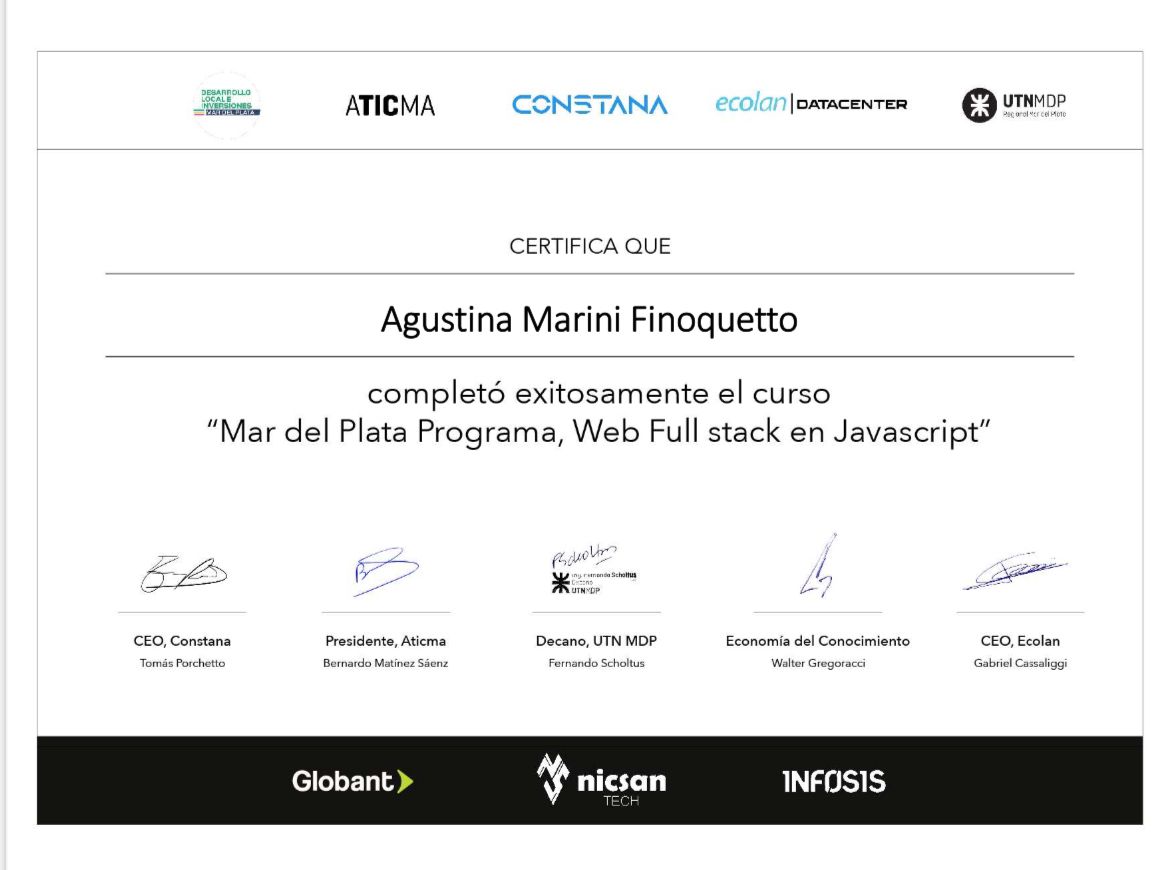 DESARROLLO
LOCAL E
INVERSIONES
MAR DEL PLATA
ATICMA
CONSTANA
ecolan|DATACENTER
UTNMDP
Regional Mar del Plata
CERTIFICA QUE
Agustina Marini Finoquetto
completó exitosamente el curso
“Mar del Plata Programa, Web Full stack en Javascript”
Ing. Fernando Scholtus
Decano
UTNMDP
CEO, Constana
Tomás Porchetto
Presidente, Aticma
Bernardo Matínez Sáenz
Decano, UTN MDP
Fernando Scholtus
Economía del Conocimiento
Walter Gregoracci
CEO, Ecolan
Gabriel Cassaliggi
Globant
nicsan
TECH
INFOSIS